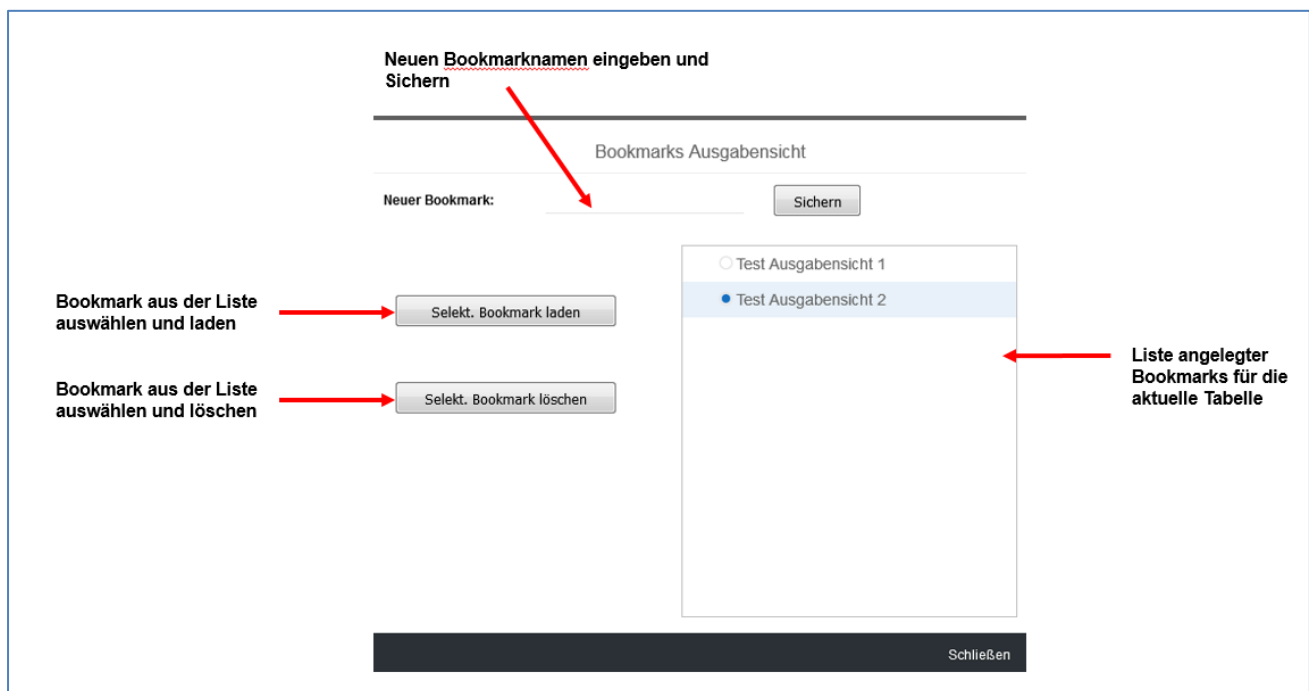 Neuen Bookmarknamen eingeben und
Sichern
Bookmarks Ausgabensicht
Neuer Bookmark:
Sichern
Test Ausgabensicht 1
Test Ausgabensicht 2
Bookmark aus der Liste
auswählen und laden
Selekt. Bookmark laden
Bookmark aus der Liste
auswählen und löschen
Selekt. Bookmark löschen
Liste angelegter
Bookmarks für die
aktuelle Tabelle
Schließen